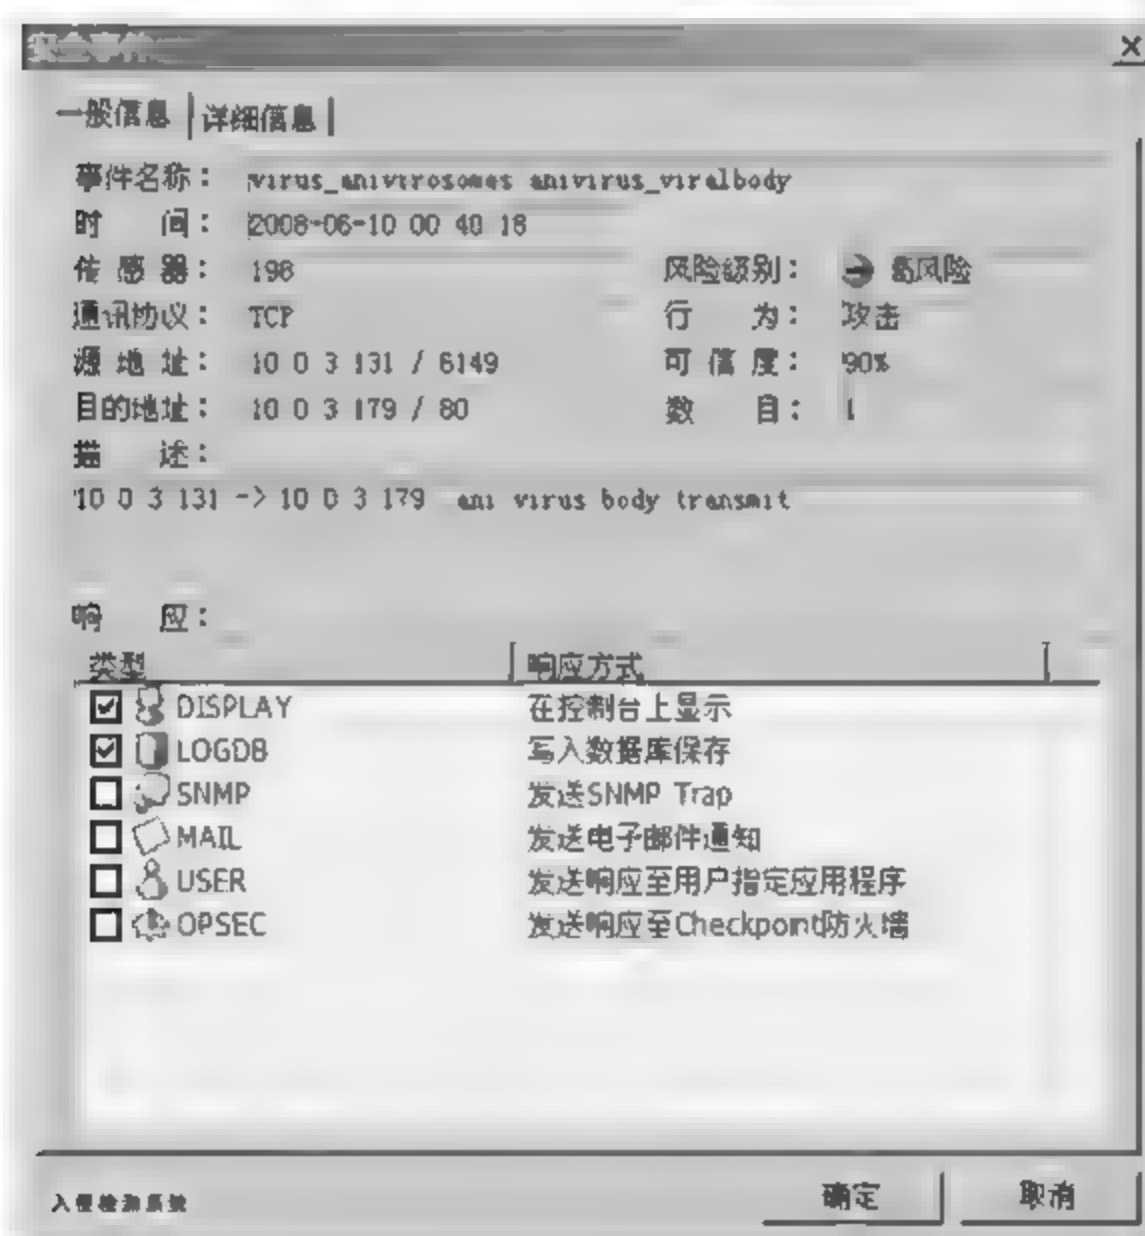 安全事件
×
一般信息 详细信息
事件名称： virus_anivirosomes anivirus_viralbody
时 间： 2008-06-10 00 40 18
传 感 器： 198 风险级别： 高风险
通讯协议： TCP 行 为： 攻击
源 地 址： 10 0 3 131 / 6149 可 信 度： 90%
目的地址： 10 0 3 179 / 80 数 目： 1
描 述：
10 0 3 131 -> 10 0 3 179 ani virus body transmit
响 应：
类型 响应方式
DISPLAY 在控制台上显示
LOGDB 写入数据库保存
SNMP 发送SNMP Trap
MAIL 发送电子邮件通知
USER 发送响应至用户指定应用程序
OPSEC 发送响应至Checkpoint防火墙
入侵检测系统 确定 取消